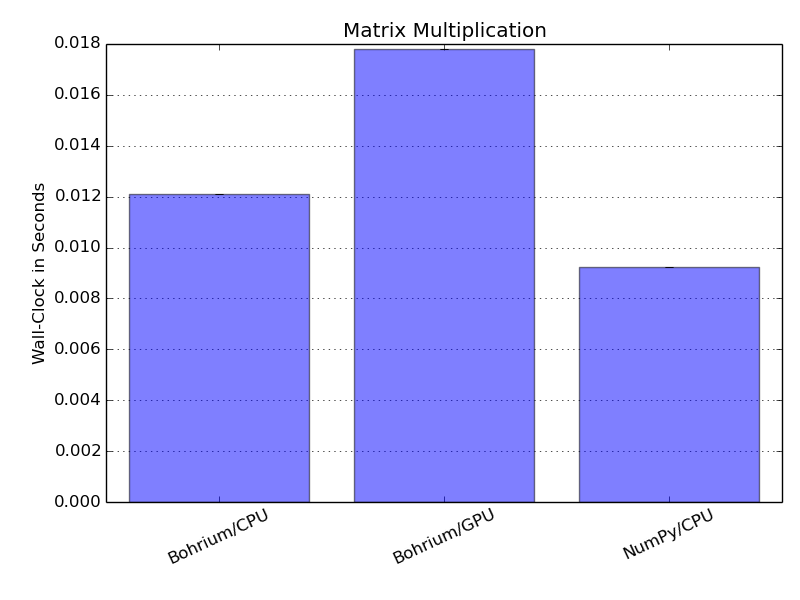 Matrix Multiplication
0.018
0.016
0.014
0.012
0.010
0.008
0.006
0.004
0.002
0.000
Wall-Clock in Seconds
Bohrium/CPU
Bohrium/GPU
NumPy/CPU